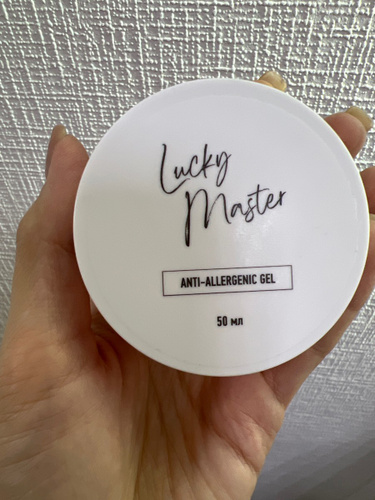 Lucky
Master
ANTI-ALLERGENIC GEL
50 мл